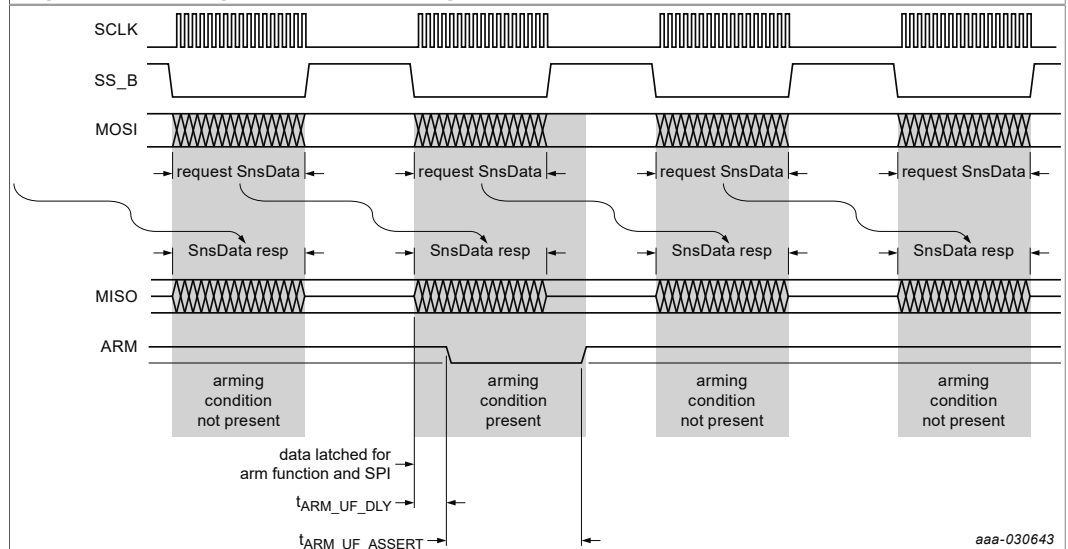 SCLK
SS_B
MOSI
request SnsData request SnsData request SnsData request SnsData
SnsData resp SnsData resp SnsData resp SnsData resp
MISO
ARM
arming arming arming arming
condition condition condition condition
not present present not present not present
data latched for
arm function and SPI
tARM_UF_DLY
tARM_UF_ASSERT
aaa-030643